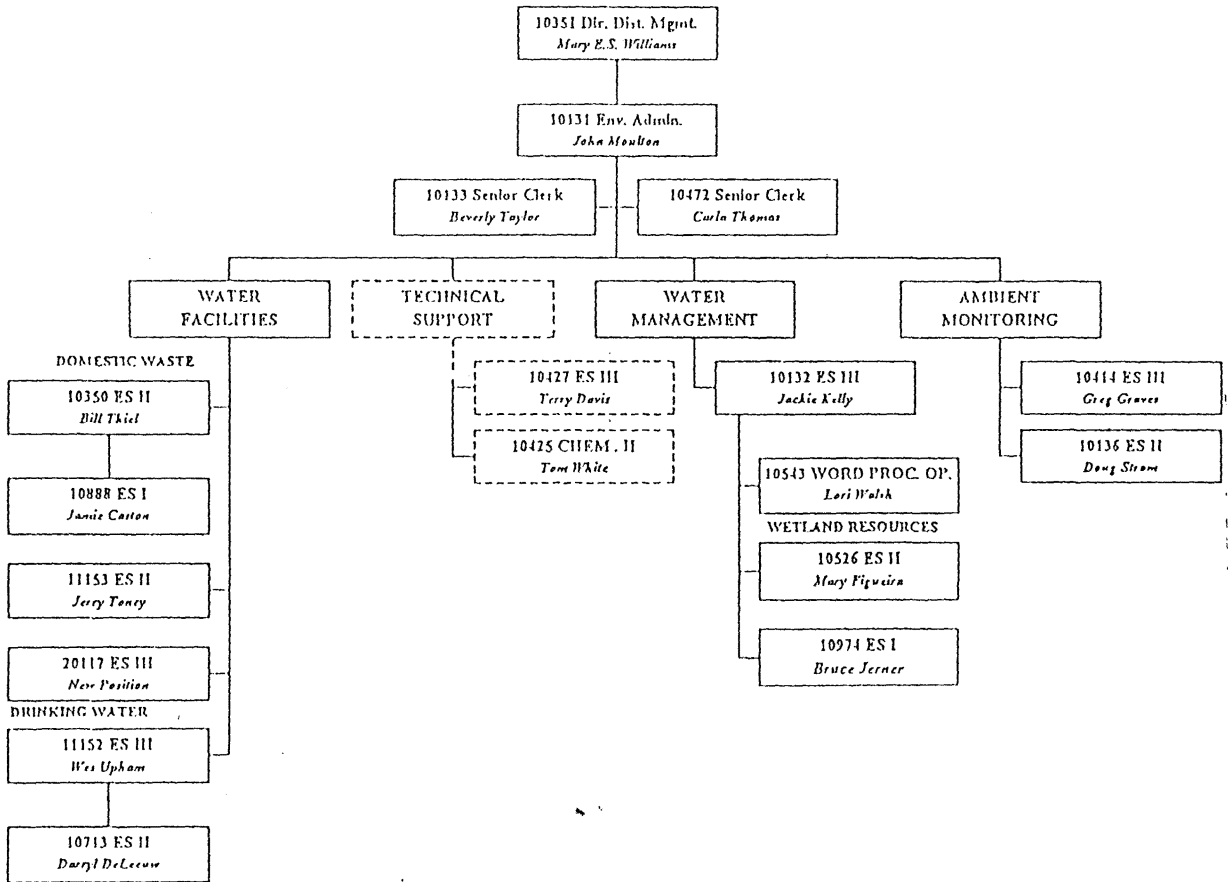 10351 Dir. Dist. Mgmt.
Mary E.S. Williams
10131 Env. Admin.
John Moulton
10133 Senior Clerk
Beverly Taylor
10472 Senior Clerk
Carla Thomas
WATER
FACILITIES
TECHNICAL
SUPPORT
WATER
MANAGEMENT
AMBIENT
MONITORING
DOMESTIC WASTE
10350 ES II
Bill Thiel
10888 ES I
Jamie Caston
11153 ES II
Jerry Toney
20117 ES III
New Position
DRINKING WATER
11152 ES III
Wes Upham
10713 ES II
Darryl DeLeeuw
10427 ES III
Terry Davis
10425 CHEM. II
Tom White
10132 ES III
Jackie Kelly
10543 WORD PROC. OP.
Lori Walsh
WETLAND RESOURCES
10526 ES II
Mary Figueira
10974 ES I
Bruce Jerner
10414 ES III
Greg Graves
10136 ES II
Doug Strom